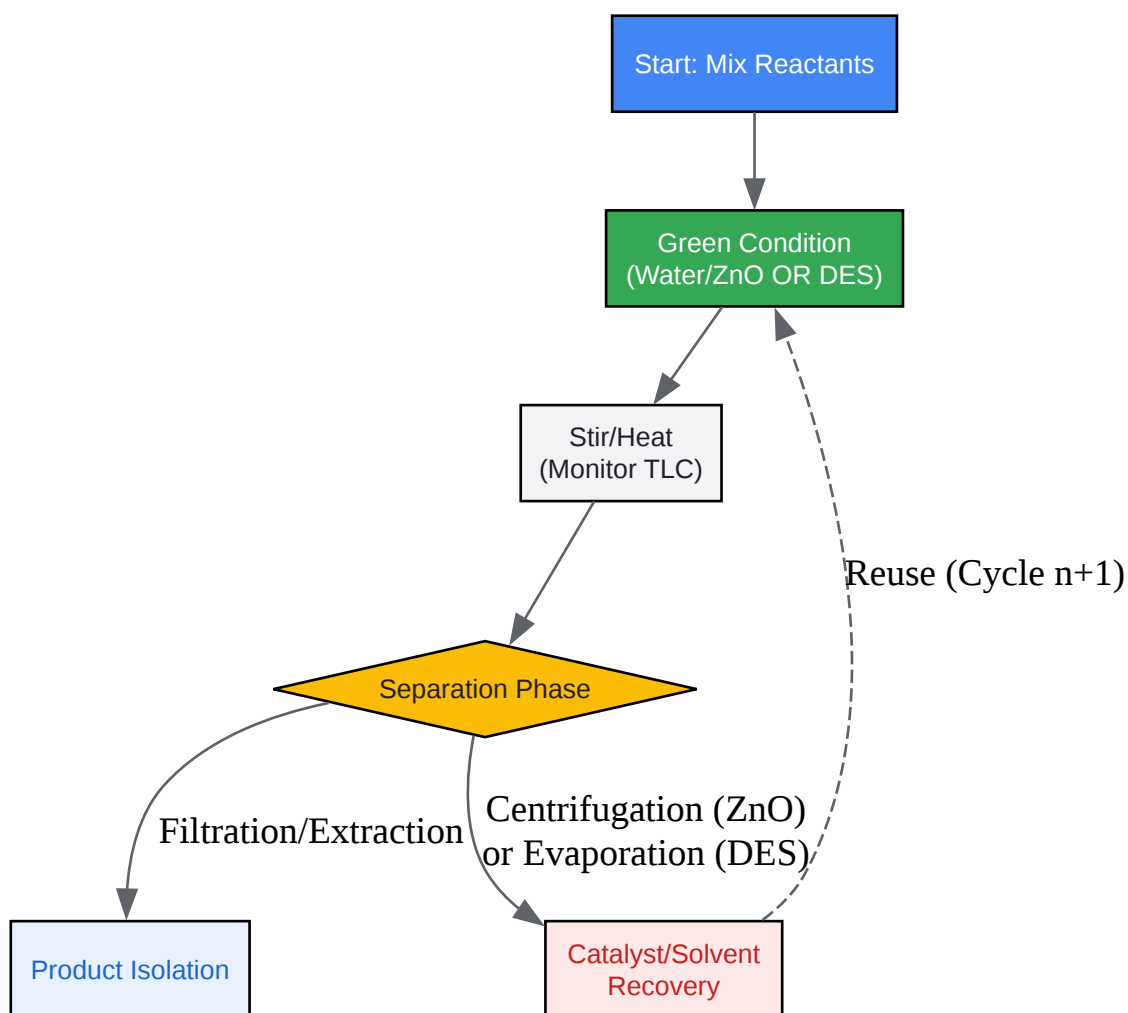 Start: Mix Reactants
Green Condition
(Water/ZnO OR DES)
Stir/Heat
(Monitor TLC)
Reuse (Cycle n+1)
Separation Phase
Filtration/Extraction
Centrifugation (ZnO)
or Evaporation (DES)
Product Isolation
Catalyst/Solvent
Recovery